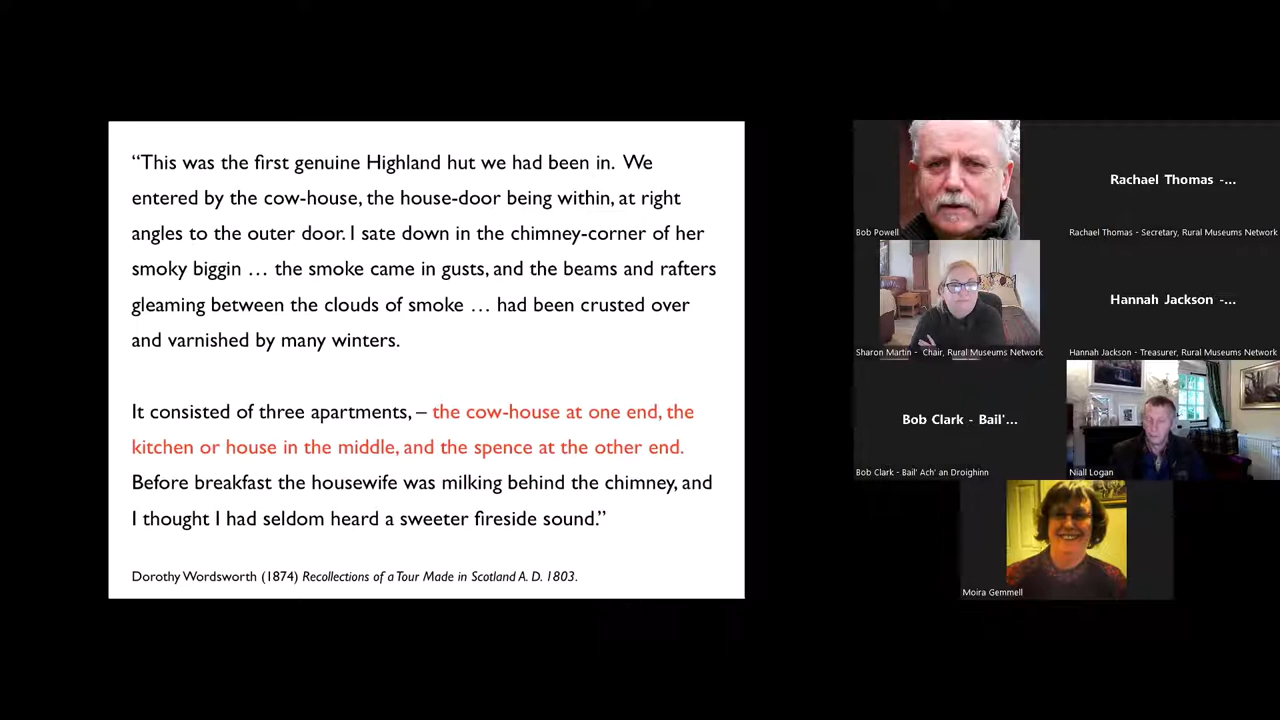 “This was the first genuine Highland hut we had been in.  We
entered by the cow-house, the house-door being within, at right
angles to the outer door. I sate down in the chimney-corner of her
smoky biggin … the smoke came in gusts, and the beams and rafters
gleaming between the clouds of smoke … had been crusted over
and varnished by many winters.
It consisted of three apartments, – the cow-house at one end, the
kitchen or house in the middle, and the spence at the other end.
Before breakfast the housewife was milking behind the chimney, and
I thought I had seldom heard a sweeter fireside sound.”
Dorothy Wordsworth (1874) Recollections of a Tour Made in Scotland A. D. 1803.
Bob Powell
Rachael Thomas -...
Rachael Thomas - Secretary, Rural Museums Network
Sharon Martin - Chair, Rural Museums Network
Hannah Jackson -...
Hannah Jackson - Treasurer, Rural Museums Network
Bob Clark - Bail'...
Bob Clark - Bail' Ach' an Droighinn
Niall Logan
Moira Gemmell